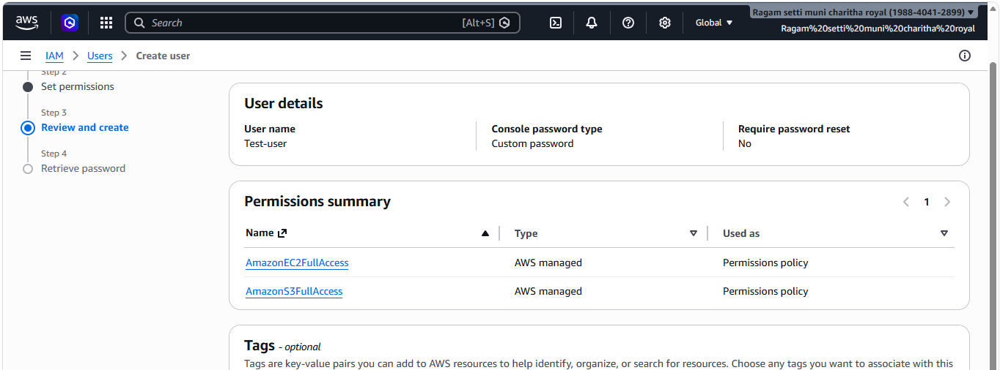 aws
Search [Alt+S] Global Ragam setti muni charitha royal (1988-4041-2899)
Ragam%20setti%20muni%20charitha%20royal
IAM > Users > Create user
Step 2
Set permissions
Step 3
Review and create
Step 4
Retrieve password
User details
User name Console password type Require password reset
Test-user Custom password No
Permissions summary
1
Name Type Used as
AmazonEC2FullAccess AWS managed Permissions policy
AmazonS3FullAccess AWS managed Permissions policy
Tags - optional
Tags are key-value pairs you can add to AWS resources to help identify, organize, or search for resources. Choose any tags you want to associate with this